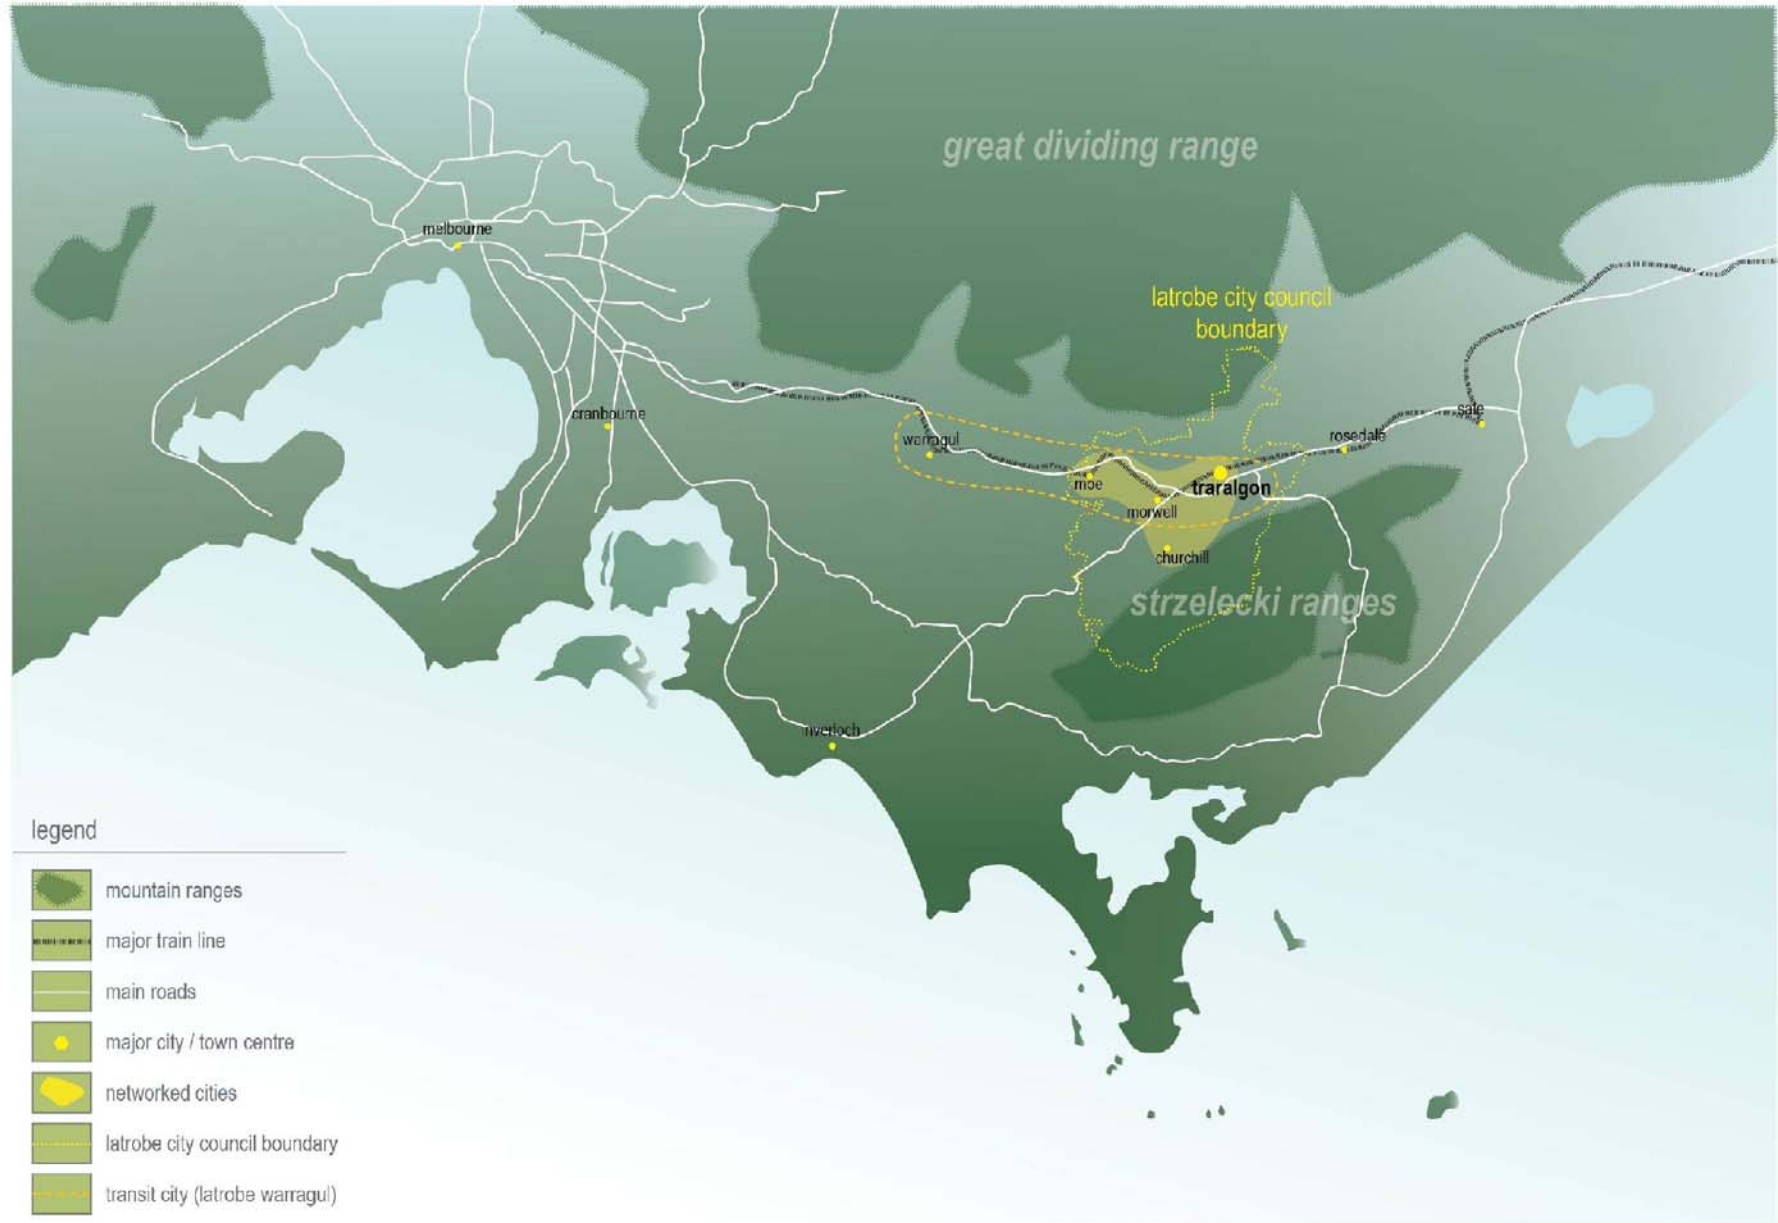 great dividing range
melbourne
latrobe city council
boundary
cranbourne
sale
warragul
rosedale
moe
traralgon
morwell
churchill
strzelecki ranges
inverloch
legend
mountain ranges
major train line
main roads
major city / town centre
networked cities
latrobe city council boundary
transit city (latrobe warragul)